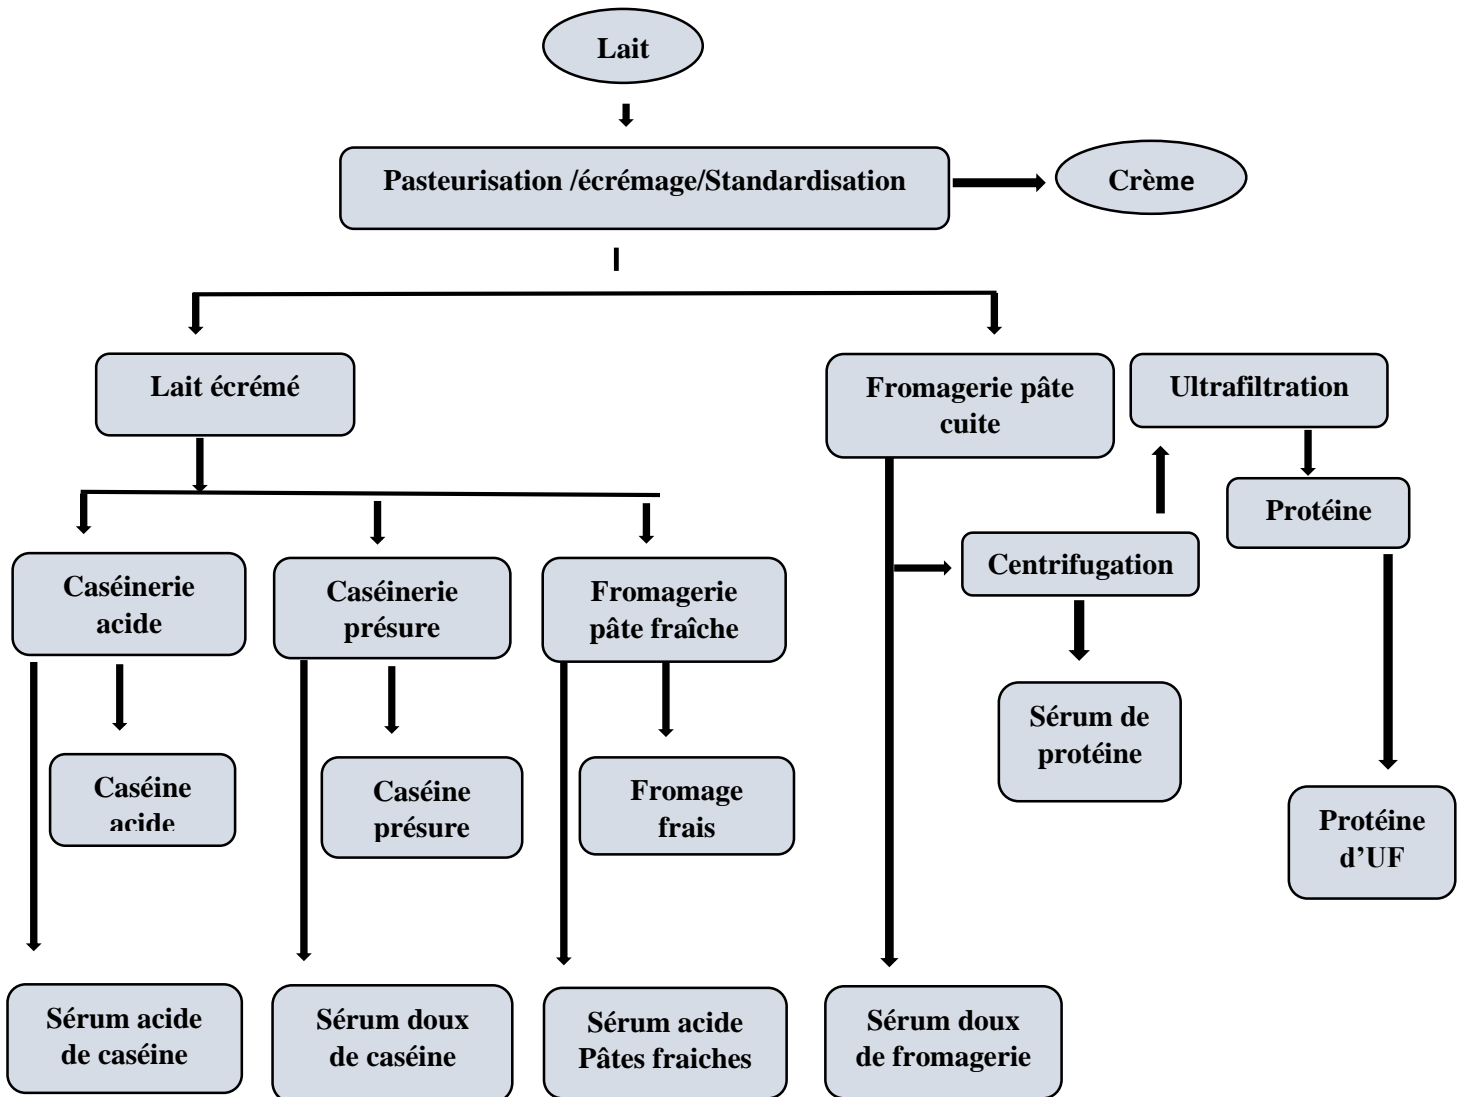 Lait
Pasteurisation /écrémage/Standardisation
Crème
Lait écrémé
Fromagerie pâte
cuite
Ultrafiltration
Protéine
Centrifugation
Caséinerie
acide
Caséinerie
présure
Fromagerie
pâte fraîche
Sérum de
protéine
Caséine
acide
Caséine
présure
Fromage
frais
Protéine
d’UF
Sérum acide
de caséine
Sérum doux
de caséine
Sérum acide
Pâtes fraiches
Sérum doux
de fromagerie